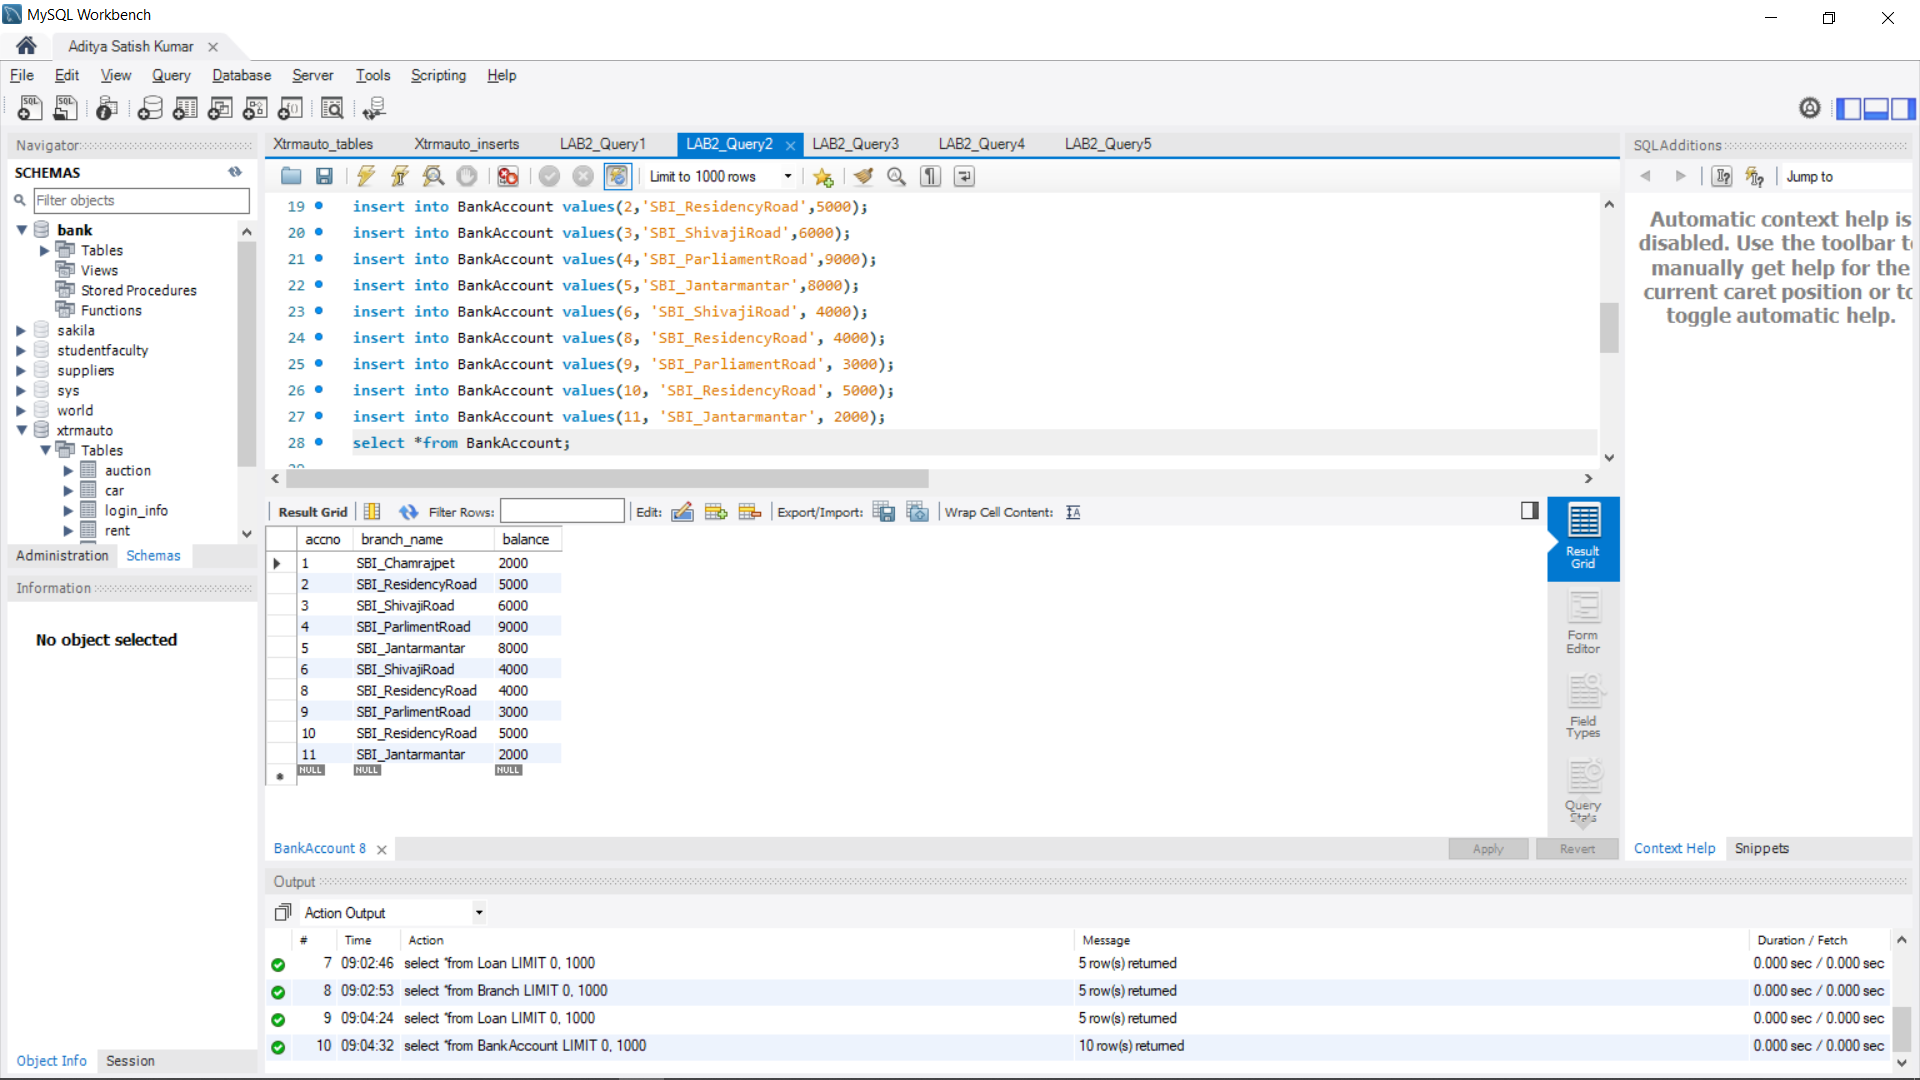 MySQL Workbench
Aditya Satish Kumar
File Edit View Query Database Server Tools Scripting Help
Navigator
SCHEMAS
Filter objects
bank
Tables
Views
Stored Procedures
Functions
sakila
studentfaculty
suppliers
sys
world
xtrmauto
Tables
auction
car
login_info
rent
Administration Schemas
Information
No object selected
Object Info Session
Xtrmauto_tables Xtrmauto_inserts LAB2_Query1 LAB2_Query2 LAB2_Query3 LAB2_Query4 LAB2_Query5
Limit to 1000 rows
19 insert into BankAccount values(2,'SBI_ResidencyRoad',5000);
20 insert into BankAccount values(3,'SBI_ShivajiRoad',6000);
21 insert into BankAccount values(4,'SBI_ParliamentRoad',9000);
22 insert into BankAccount values(5,'SBI_Jantarmantar',8000);
23 insert into BankAccount values(6, 'SBI_ShivajiRoad', 4000);
24 insert into BankAccount values(8, 'SBI_ResidencyRoad', 4000);
25 insert into BankAccount values(9, 'SBI_ParliamentRoad', 3000);
26 insert into BankAccount values(10, 'SBI_ResidencyRoad', 5000);
27 insert into BankAccount values(11, 'SBI_Jantarmantar', 2000);
28 select *from BankAccount;
Result Grid Filter Rows: Edit: Export/Import: Wrap Cell Content:
accno branch_name balance
1 SBI_Chamrajpet 2000
2 SBI_ResidencyRoad 5000
3 SBI_ShivajiRoad 6000
4 SBI_ParlimentRoad 9000
5 SBI_Jantarmantar 8000
6 SBI_ShivajiRoad 4000
8 SBI_ResidencyRoad 4000
9 SBI_ParlimentRoad 3000
10 SBI_ResidencyRoad 5000
11 SBI_Jantarmantar 2000
NULL NULL NULL
Result Grid
Form Editor
Field Types
Query Stats
BankAccount 8
Apply Revert
SQLAdditions
Jump to
Automatic context help is
disabled. Use the toolbar to
manually get help for the
current caret position or to
toggle automatic help.
Context Help Snippets
Output
Action Output
# Time Action Message Duration / Fetch
7 09:02:46 select *from Loan LIMIT 0, 1000 5 row(s) returned 0.000 sec / 0.000 sec
8 09:02:53 select *from Branch LIMIT 0, 1000 5 row(s) returned 0.000 sec / 0.000 sec
9 09:04:24 select *from Loan LIMIT 0, 1000 5 row(s) returned 0.000 sec / 0.000 sec
10 09:04:32 select *from BankAccount LIMIT 0, 1000 10 row(s) returned 0.000 sec / 0.000 sec